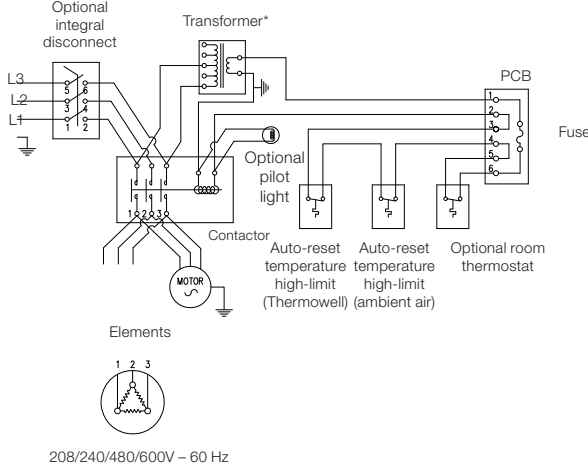 Optional
integral
disconnect
Transformer*
L3
L2
L1
5 6
3 4
1 2
PCB
1
2
3
4
5
6
Fuse
Optional
pilot
light
1 2 3
Contactor
MOTOR
Auto-reset
temperature
high-limit
(Thermowell)
Auto-reset
temperature
high-limit
(ambient air)
Optional room
thermostat
Elements
1 2 3
208/240/480/600V – 60 Hz